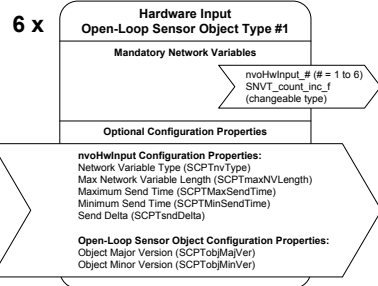 6 x
Hardware Input
Open-Loop Sensor Object Type #1
Mandatory Network Variables
nvoHwInput_# (# = 1 to 6)
SNVT_count_inc_f
(changeable type)
Optional Configuration Properties
nvoHwInput Configuration Properties:
Network Variable Type (SCPTnvType)
Max Network Variable Length (SCPTmaxNVLength)
Maximum Send Time (SCPTMaxSendTime)
Minimum Send Time (SCPTMinSendTime)
Send Delta (SCPTsndDelta)
Open-Loop Sensor Object Configuration Properties:
Object Major Version (SCPTobjMajVer)
Object Minor Version (SCPTobjMinVer)